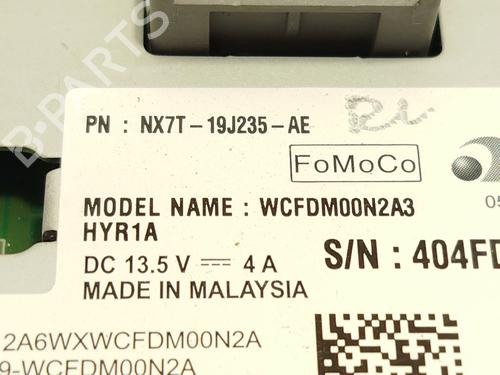 B-PARTS
PN : NX7T-19J235-AE
FoMoCo
05
MODEL NAME : WCFDM00N2A3
HYR1A
S/N : 404FD
DC 13.5 V ⎓ 4 A
MADE IN MALAYSIA
2A6WXWCFDM00N2A
9-WCFDM00N2A